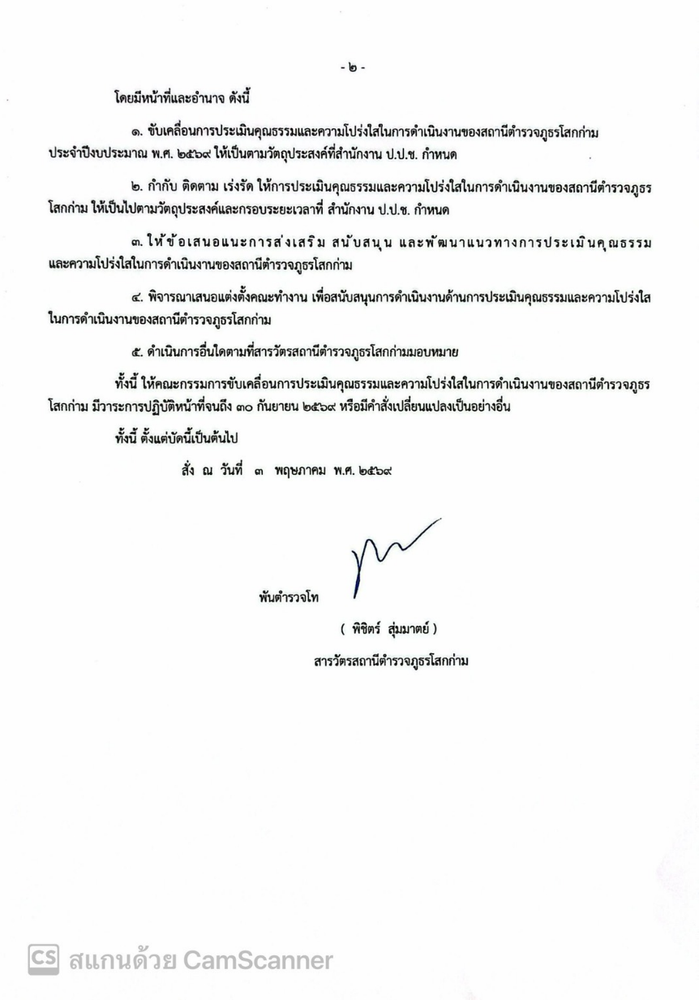 - ๒ -
โดยมีหน้าที่และอำนาจ ดังนี้
๑. ขับเคลื่อนการประเมินคุณธรรมและความโปร่งใสในการดำเนินงานของสถานีตำรวจภูธรโสกก่าม
ประจำปีงบประมาณ พ.ศ. ๒๕๖๙ ให้เป็นตามวัตถุประสงค์ที่สำนักงาน ป.ป.ช. กำหนด
๒. กำกับ ติดตาม เร่งรัด ให้การประเมินคุณธรรมและความโปร่งใสในการดำเนินงานของสถานีตำรวจภูธร
โสกก่าม ให้เป็นไปตามวัตถุประสงค์และกรอบระยะเวลาที่ สำนักงาน ป.ป.ช. กำหนด
๓. ให้ข้อเสนอแนะการส่งเสริม สนับสนุน และพัฒนาแนวทางการประเมินคุณธรรม
และความโปร่งใสในการดำเนินงานของสถานีตำรวจภูธรโสกก่าม
๔. พิจารณาเสนอแต่งตั้งคณะทำงาน เพื่อสนับสนุนการดำเนินงานด้านการประเมินคุณธรรมและความโปร่งใส
ในการดำเนินงานของสถานีตำรวจภูธรโสกก่าม
๕. ดำเนินการอื่นใดตามที่สารวัตรสถานีตำรวจภูธรโสกก่ามมอบหมาย
ทั้งนี้ ให้คณะกรรมการขับเคลื่อนการประเมินคุณธรรมและความโปร่งใสในการดำเนินงานของสถานีตำรวจภูธร
โสกก่าม มีวาระการปฏิบัติหน้าที่จนถึง ๓๐ กันยายน ๒๕๖๙ หรือมีคำสั่งเปลี่ยนแปลงเป็นอย่างอื่น
ทั้งนี้ ตั้งแต่บัดนี้เป็นต้นไป
สั่ง ณ วันที่ ๓ พฤษภาคม พ.ศ. ๒๕๖๙
พันตำรวจโท
( พิชิตร์ สุ่มมาตย์ )
สารวัตรสถานีตำรวจภูธรโสกก่าม
CS สแกนด้วย CamScanner